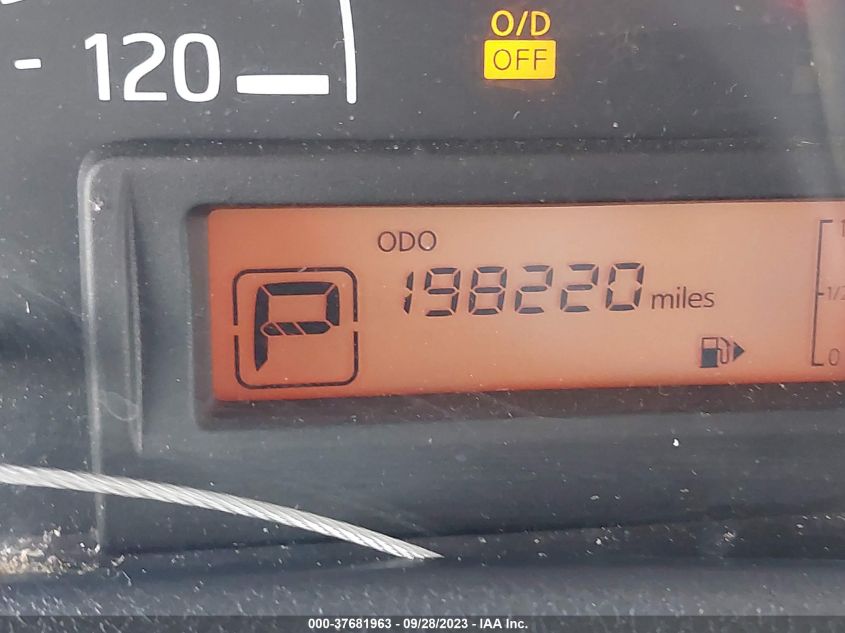 O/D
- 120
OFF
ODO
P
198220 miles
1/2
0
000-37681963 - 09/28/2023 - IAA Inc.